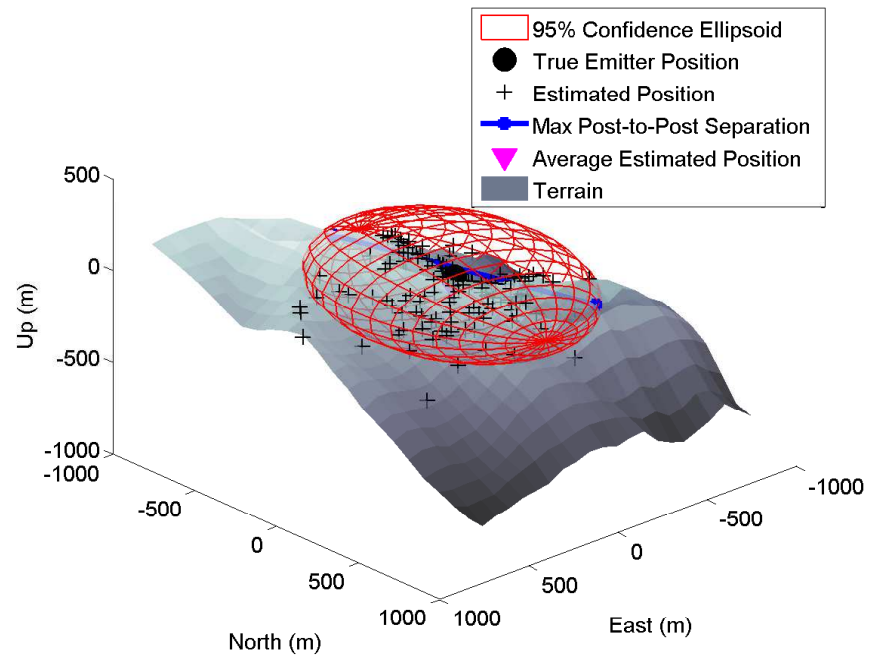 95% Confidence Ellipsoid
True Emitter Position
Estimated Position
Max Post-to-Post Separation
Average Estimated Position
Terrain
500
0
-500
-1000
Up (m)
-1000
-500
0
500
1000
North (m)
1000
500
0
-500
-1000
East (m)